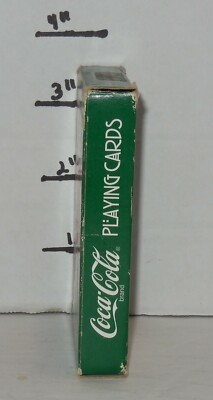 4"
3"
2"
1
Coca-Cola ® PLAYING CARDS
brand